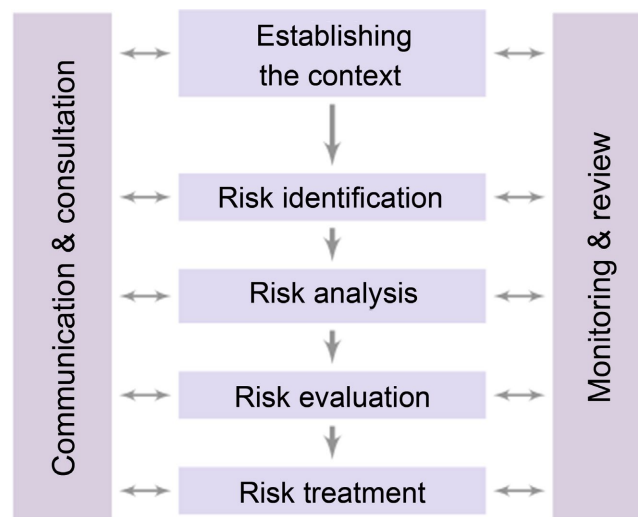 Communication & consultation
Establishing
the context
Risk identification
Risk analysis
Risk evaluation
Risk treatment
Monitoring & review